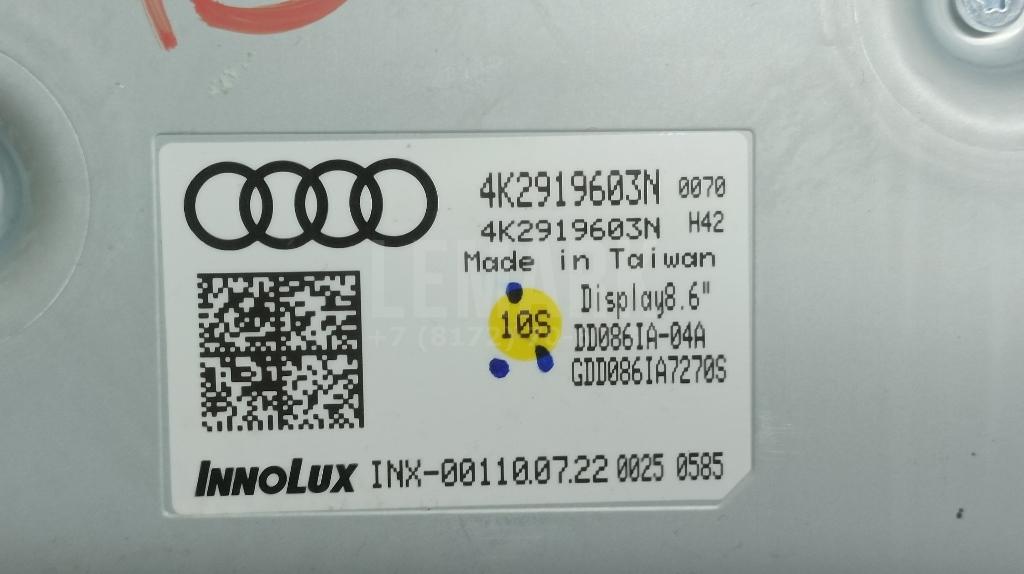 4K2919603N 0070
4K2919603N H42
Made in Taiwan
Display8.6"
10S DD086IA-04A
GDD086IA7270S
INNOLUX INX-00110.07.22 0025 0585